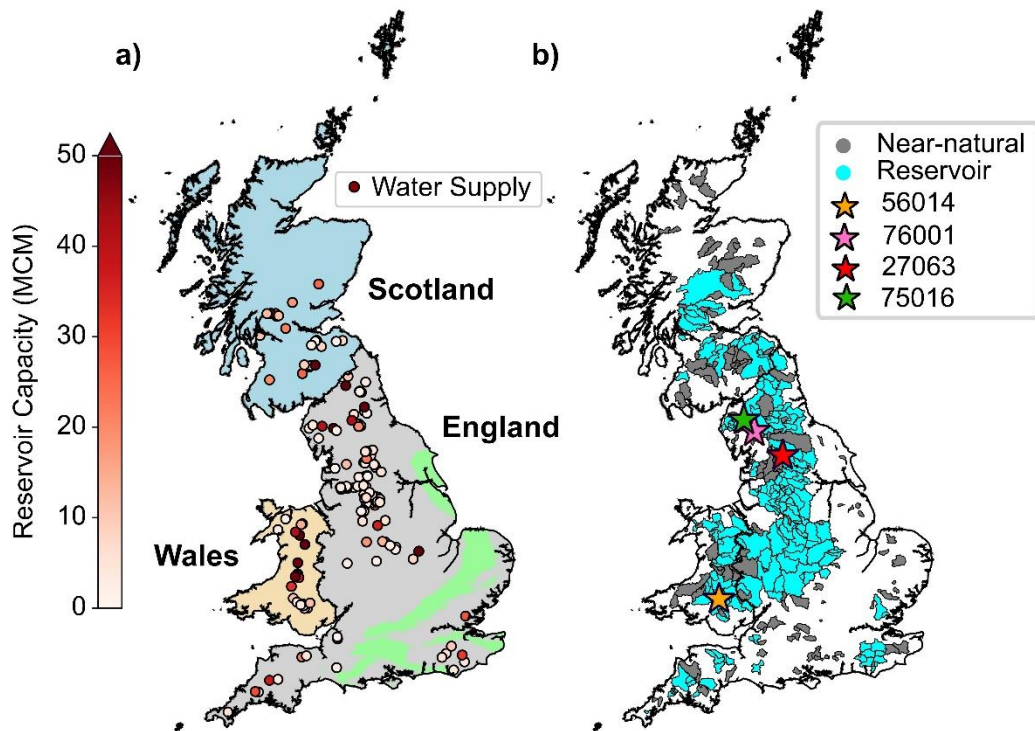 a)
Reservoir Capacity (MCM)
50
40
30
20
10
0
Water Supply
Scotland
England
Wales
b)
Near-natural
Reservoir
56014
76001
27063
75016